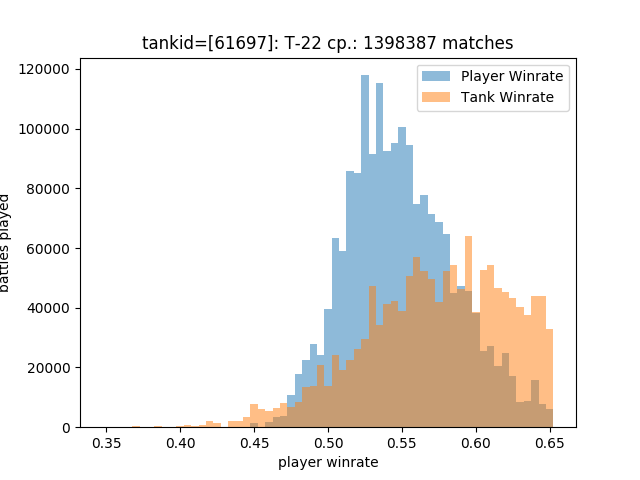 tankid=[61697]: T-22 cp.: 1398387 matches
Player Winrate
Tank Winrate
120000
100000
80000
60000
40000
20000
0
battles played
0.35 0.40 0.45 0.50 0.55 0.60 0.65
player winrate